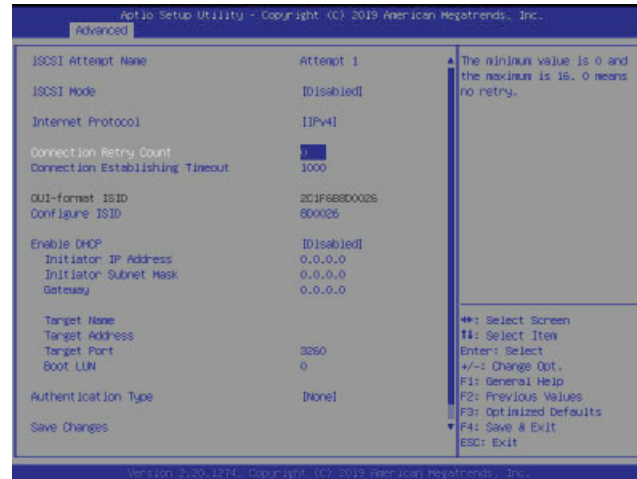 Aptio Setup Utility - Copyright (C) 2019 American Megatrends, Inc.
Advanced
iSCSI Attempt Name Attempt 1
iSCSI Mode [Disabled]
Internet Protocol [IPv4]
Connection Retry Count 0
Connection Establishing Timeout 1000
OUI-format ISID 2C1F6B8D0026
Configure ISID 8D0026
Enable DHCP [Disabled]
Initiator IP Address 0.0.0.0
Initiator Subnet Mask 0.0.0.0
Gateway 0.0.0.0
Target Name
Target Address
Target Port 3260
Boot LUN 0
Authentication Type [None]
Save Changes
The minimum value is 0 and
the maximum is 16. 0 means
no retry.
↔: Select Screen
↑↓: Select Item
Enter: Select
+/-: Change Opt.
F1: General Help
F2: Previous Values
F3: Optimized Defaults
F4: Save & Exit
ESC: Exit
Version 2.20.1274. Copyright (C) 2019 American Megatrends, Inc.